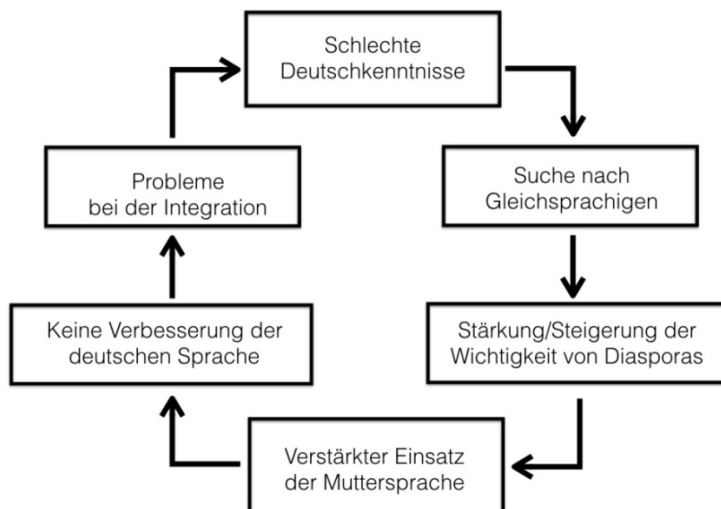 Schlechte
Deutschkenntnisse
Suche nach
Gleichsprachigen
Stärkung/Steigerung der
Wichtigkeit von Diasporas
Verstärkter Einsatz
der Muttersprache
Keine Verbesserung der
deutschen Sprache
Probleme
bei der Integration